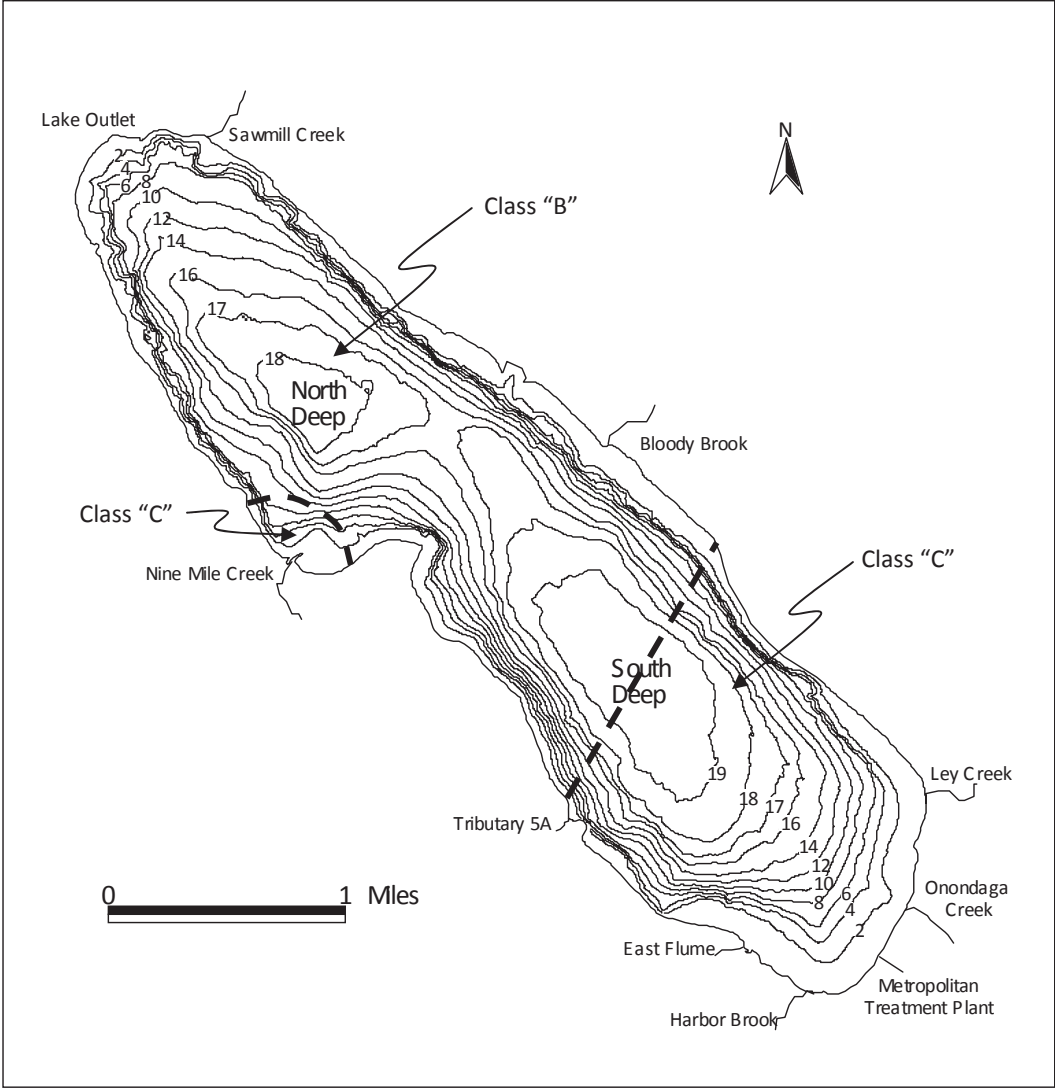 N
Lake Outlet
Sawmill Creek
2
4
6
8
10
12
14
16
17
18
Class “B”
North
Deep
Bloody Brook
Class “C”
Nine Mile Creek
Class “C”
South
Deep
19
18
17
16
14
12
10
8
6
4
2
Ley Creek
Tributary 5A
0 1 Miles
Onondaga
Creek
East Flume
Metropolitan
Treatment Plant
Harbor Brook